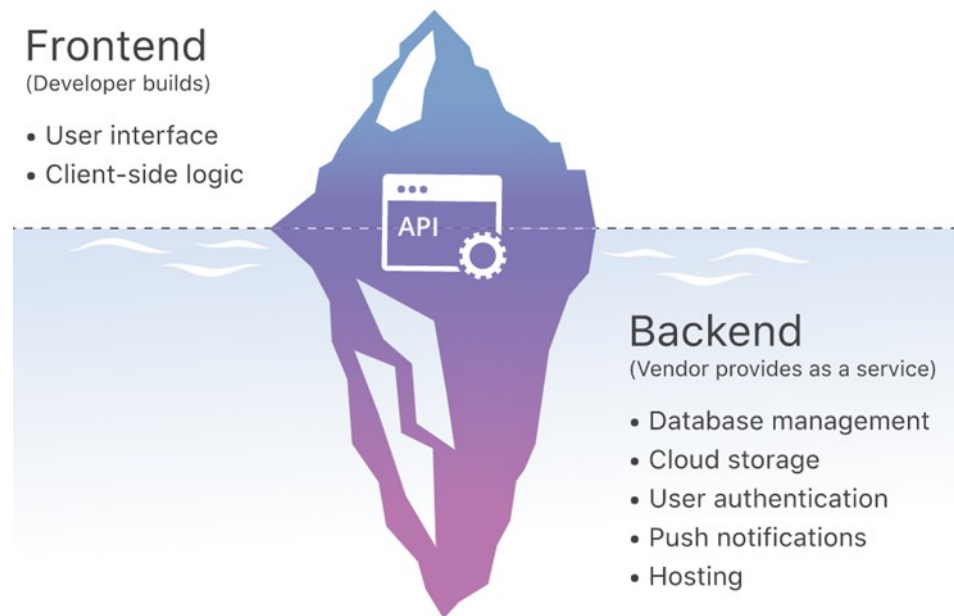 Frontend
(Developer builds)
• User interface
• Client-side logic
API
Backend
(Vendor provides as a service)
• Database management
• Cloud storage
• User authentication
• Push notifications
• Hosting